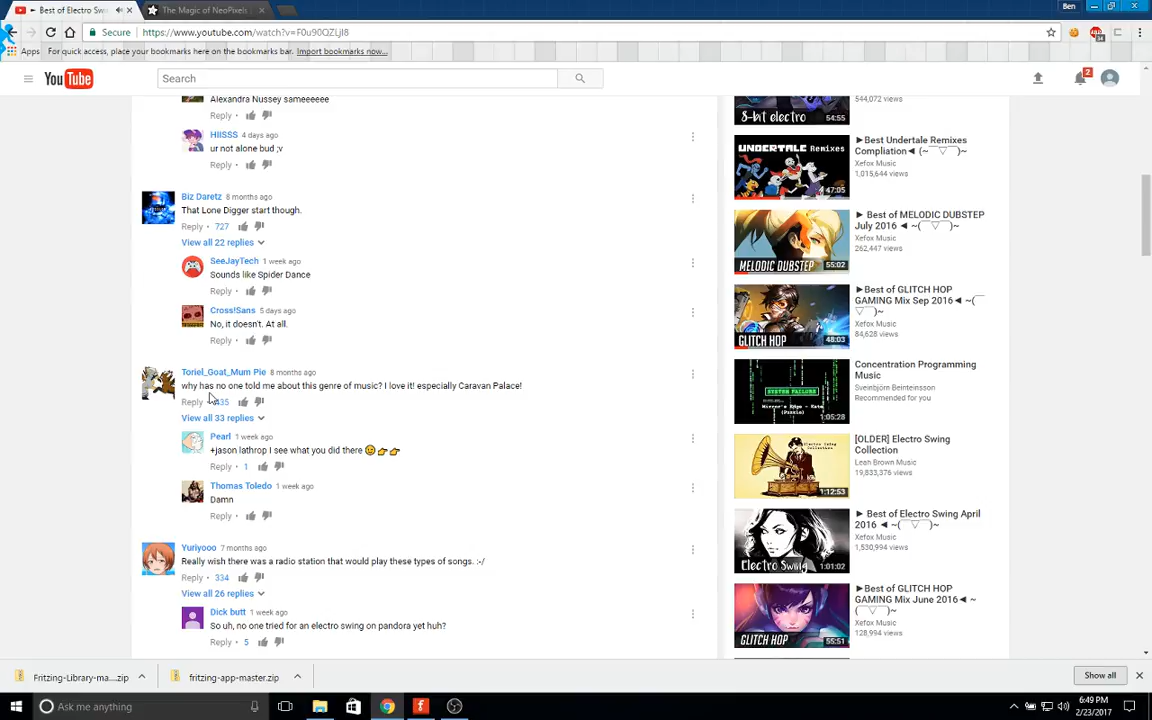 Best of Electro Sw
The Magic of NeoPixels
Ben
Secure
https://www.youtube.com/watch?v=F0u90QZLjI8
Apps
For quick access, place your bookmarks here on the bookmarks bar. Import bookmarks now...
YouTube
Search
2
Alexandra Nussey sameeeeee
Reply
HIISSS 4 days ago
ur not alone bud ;v
Reply
Biz Daretz 8 months ago
That Lone Digger start though.
Reply 727
View all 22 replies
SeeJayTech 1 week ago
Sounds like Spider Dance
Reply
Cross!Sans 5 days ago
No, it doesn't. At all.
Reply
Toriel_Goat_Mum Pie 8 months ago
why has no one told me about this genre of music? I love it! especially Caravan Palace!
Reply 435
View all 33 replies
Pearl 1 week ago
+jason lathrop I see what you did there 😉 👉 👉
Reply 1
Thomas Toledo 1 week ago
Damn
Reply
Yuriyooo 7 months ago
Really wish there was a radio station that would play these types of songs. :-/
Reply 334
View all 26 replies
Dick butt 1 week ago
So uh, no one tried for an electro swing on pandora yet huh?
Reply 5
8-bit electro
54:55
544,072 views
UNDERTALE Remixes
47:05
►Best Undertale Remixes
Compliation◄ (~¯▽¯)~
Xefox Music
1,015,644 views
MELODIC DUBSTEP
55:02
► Best of MELODIC DUBSTEP
July 2016 ◄ ~(¯▽¯)~
Xefox Music
262,447 views
GLITCH HOP
48:03
►Best of GLITCH HOP
GAMING Mix Sep 2016◄ ~(¯
▽¯)~
Xefox Music
84,628 views
SYSTEM FAILURE
1:05:28
Concentration Programming
Music
Sveinbjörn Beinteinsson
Recommended for you
1:12:53
[OLDER] Electro Swing
Collection
Leah Brown Music
19,833,376 views
Electro Swing
1:01:02
► Best of Electro Swing April
2016 ◄ ~(¯▽¯)~
Xefox Music
1,530,994 views
GLITCH HOP
55:51
►Best of GLITCH HOP
GAMING Mix June 2016◄ ~
(¯▽¯)~
Xefox Music
128,994 views
Fritzing-Library-ma....zip
fritzing-app-master.zip
Show all
Ask me anything
6:49 PM
2/23/2017